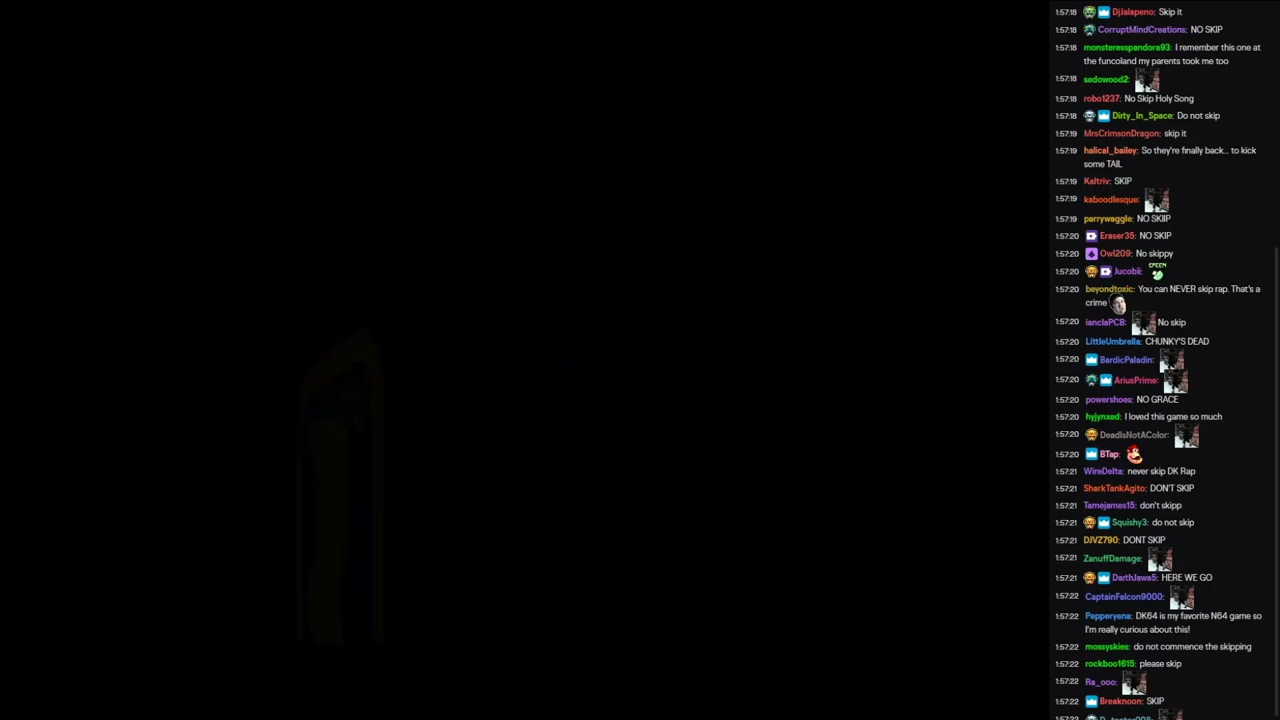 1:57:18 DjJalapeno: Skip it
1:57:18 CorruptMindCreations: NO SKIP
1:57:18 monsteresspandora93: I remember this one at
the funcoland my parents took me too
1:57:18 sedowood2:
1:57:18 robo1237: No Skip Holy Song
1:57:18 Dirty_In_Space: Do not skip
1:57:19 MrsCrimsonDragon: skip it
1:57:19 halical_bailey: So they're finally back... to kick
some TAIL
1:57:19 Kaltriv: SKIP
1:57:19 kaboodlesque:
1:57:20 parrywaggle: NO SKIIP
1:57:20 Eraser35: NO SKIP
1:57:20 Owl209: No skippy
1:57:20 Jucobii: GREEN
1:57:20 beyondtoxic: You can NEVER skip rap. That's a
crime
1:57:20 ianclaPCB: No skip
1:57:20 LittleUmbrella: CHUNKY'S DEAD
1:57:20 BardicPaladin:
1:57:20 AriusPrime:
1:57:20 powershoes: NO GRACE
1:57:20 hyjynxed: I loved this game so much
1:57:20 DeadIsNotAColor:
1:57:20 BTap:
1:57:21 WireDelta: never skip DK Rap
1:57:21 SharkTankAgito: DON'T SKIP
1:57:21 Tamejames15: don't skipp
1:57:21 Squishy3: do not skip
1:57:21 DJVZ790: DONT SKIP
1:57:21 ZanuffDamage:
1:57:21 DarthJaws5: HERE WE GO
1:57:22 CaptainFalcon9000:
1:57:22 Pepperyena: DK64 is my favorite N64 game so
I'm really curious about this!
1:57:22 mossyskies: do not commence the skipping
1:57:22 rockboo1615: please skip
1:57:22 Ra_ooo:
1:57:22 Breaknoon: SKIP
1:57:22